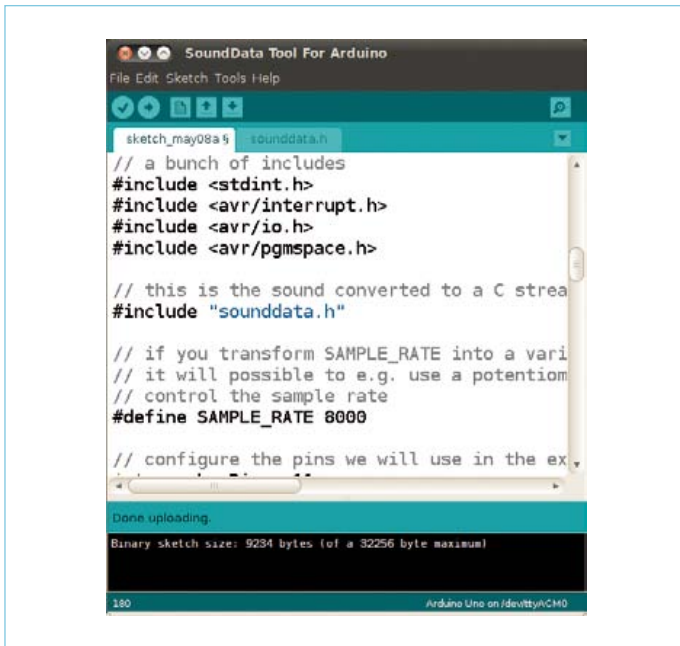 SoundData Tool For Arduino
File Edit Sketch Tools Help
sketch_may08a § sounddata.h
// a bunch of includes
#include <stdint.h>
#include <avr/interrupt.h>
#include <avr/io.h>
#include <avr/pgmspace.h>
// this is the sound converted to a C strea
#include "sounddata.h"
// if you transform SAMPLE_RATE into a vari
// it will possible to e.g. use a potentiom
// control the sample rate
#define SAMPLE_RATE 8000
// configure the pins we will use in the ex
Done uploading.
Binary sketch size: 9234 bytes (of a 32256 byte maximum)
180 Arduino Uno on /dev/ttyACM0